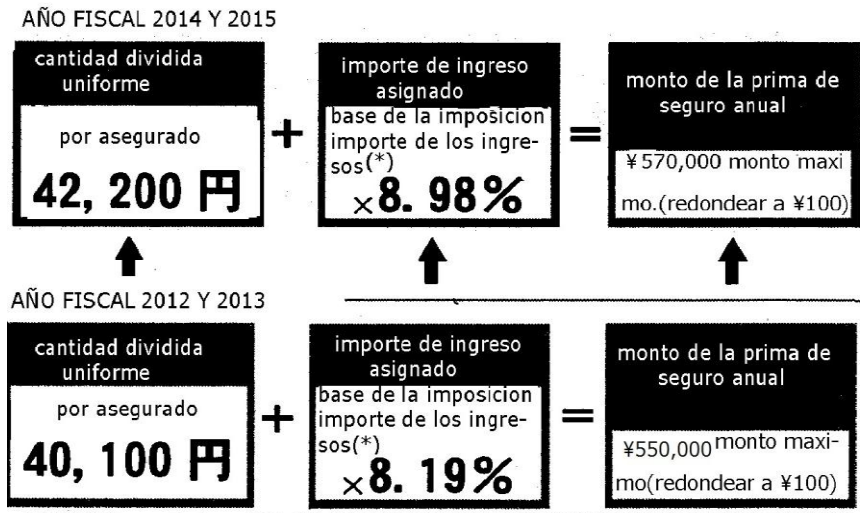 AÑO FISCAL 2014 Y 2015
cantidad dividida
uniforme
por asegurado
42, 200 円
+
importe de ingreso
asignado
base de la imposicion
importe de los ingre-
sos(*)
×8. 98%
=
monto de la prima de
seguro anual
¥570,000 monto maxi
mo.(redondear a ¥100)
AÑO FISCAL 2012 Y 2013
cantidad dividida
uniforme
por asegurado
40, 100 円
+
importe de ingreso
asignado
base de la imposicion
importe de los ingre-
sos(*)
×8. 19%
=
monto de la prima de
seguro anual
¥550,000 monto maxi-
mo(redondear a ¥100)